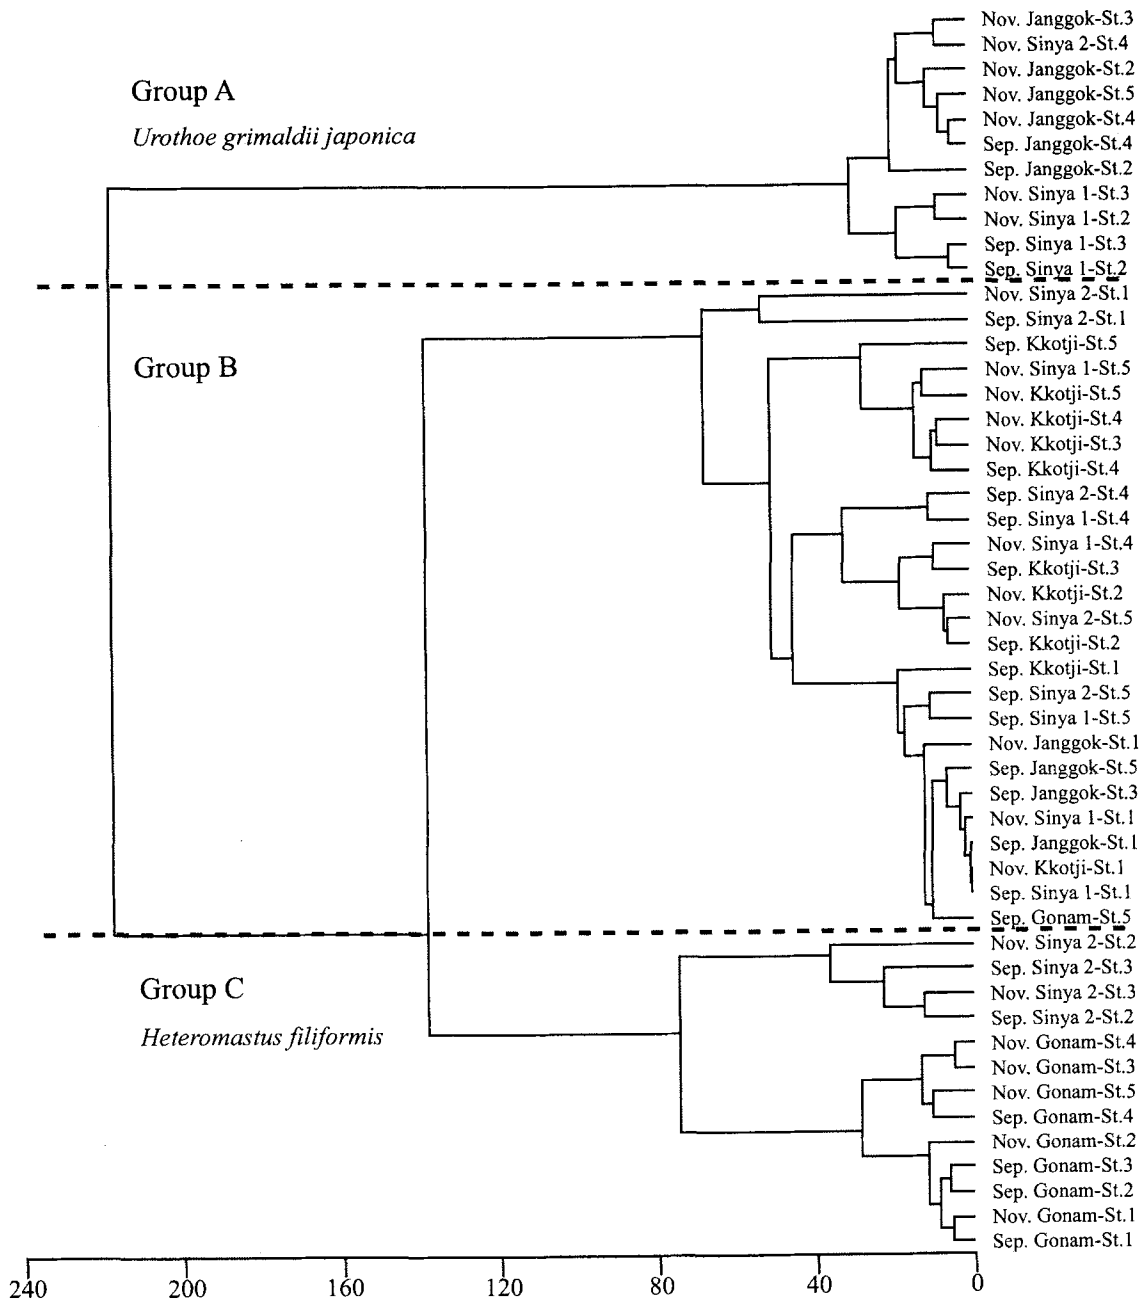 Nov. Janggok-St.3
Nov. Sinya 2-St.4
Nov. Janggok-St.2
Group A
Nov. Janggok-St.5
Nov. Janggok-St.4
Urothoe grimaldii japonica
Sep. Janggok-St.4
Sep. Janggok-St.2
Nov. Sinya 1-St.3
Nov. Sinya 1-St.2
Sep. Sinya 1-St.3
Sep. Sinya 1-St.2
Nov. Sinya 2-St.1
Sep. Sinya 2-St.1
Sep. Kkotji-St.5
Group B
Nov. Sinya 1-St.5
Nov. Kkotji-St.5
Nov. Kkotji-St.4
Nov. Kkotji-St.3
Sep. Kkotji-St.4
Sep. Sinya 2-St.4
Sep. Sinya 1-St.4
Nov. Sinya 1-St.4
Sep. Kkotji-St.3
Nov. Kkotji-St.2
Nov. Sinya 2-St.5
Sep. Kkotji-St.2
Sep. Kkotji-St.1
Sep. Sinya 2-St.5
Sep. Sinya 1-St.5
Nov. Janggok-St.1
Sep. Janggok-St.5
Sep. Janggok-St.3
Nov. Sinya 1-St.1
Sep. Janggok-St.1
Nov. Kkotji-St.1
Sep. Sinya 1-St.1
Sep. Gonam-St.5
Nov. Sinya 2-St.2
Sep. Sinya 2-St.3
Group C
Nov. Sinya 2-St.3
Sep. Sinya 2-St.2
Heteromastus filiformis
Nov. Gonam-St.4
Nov. Gonam-St.3
Nov. Gonam-St.5
Sep. Gonam-St.4
Nov. Gonam-St.2
Sep. Gonam-St.3
Sep. Gonam-St.2
Nov. Gonam-St.1
Sep. Gonam-St.1
240 200 160 120 80 40 0